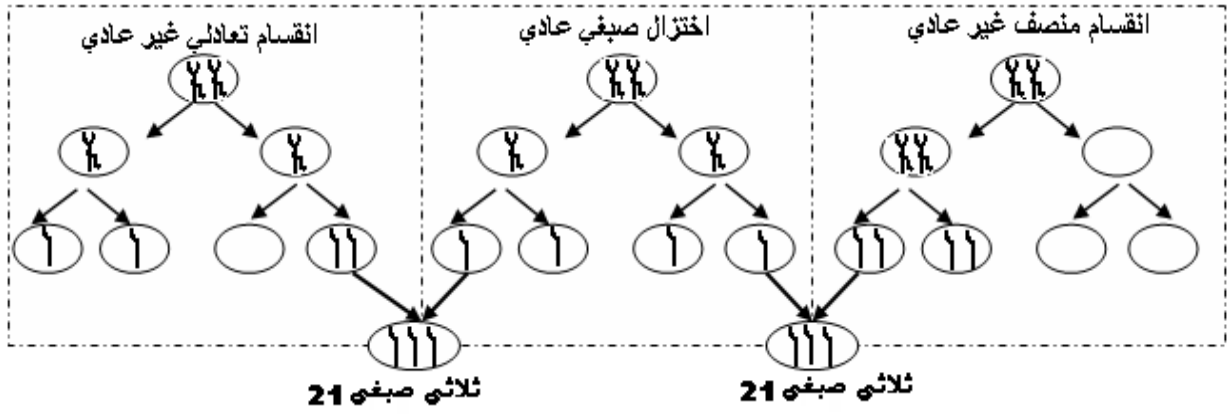 انقسام منصف غير عادي
اختزال صبغي عادي
انقسام تعادلي غير عادي
ثلاثي صبغي 21
ثلاثي صبغي 21